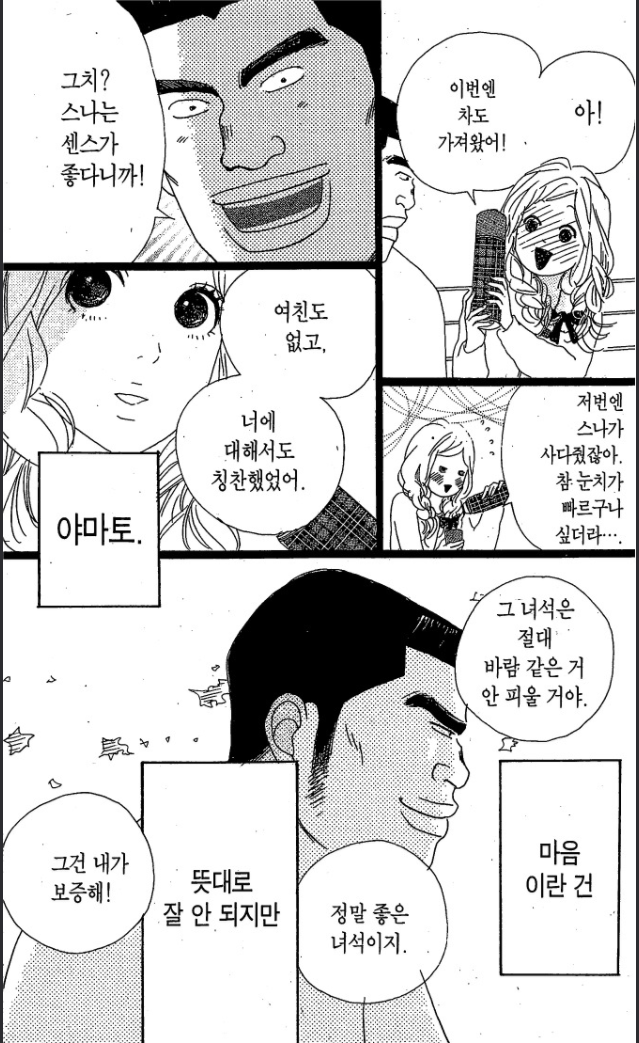 아!
이번엔
차도
가져왔어!
저번엔
스나가
사다줬잖아.
참 눈치가
빠르구나
싶더라….
그치?
스나는
센스가
좋다니까!
여친도
없고,
너에
대해서도
칭찬했었어.
야마토.
그 녀석은
절대
바람 같은 거
안 피울 거야.
마음
이란 건
정말 좋은
녀석이지.
뜻대로
잘 안 되지만
그건 내가
보증해!